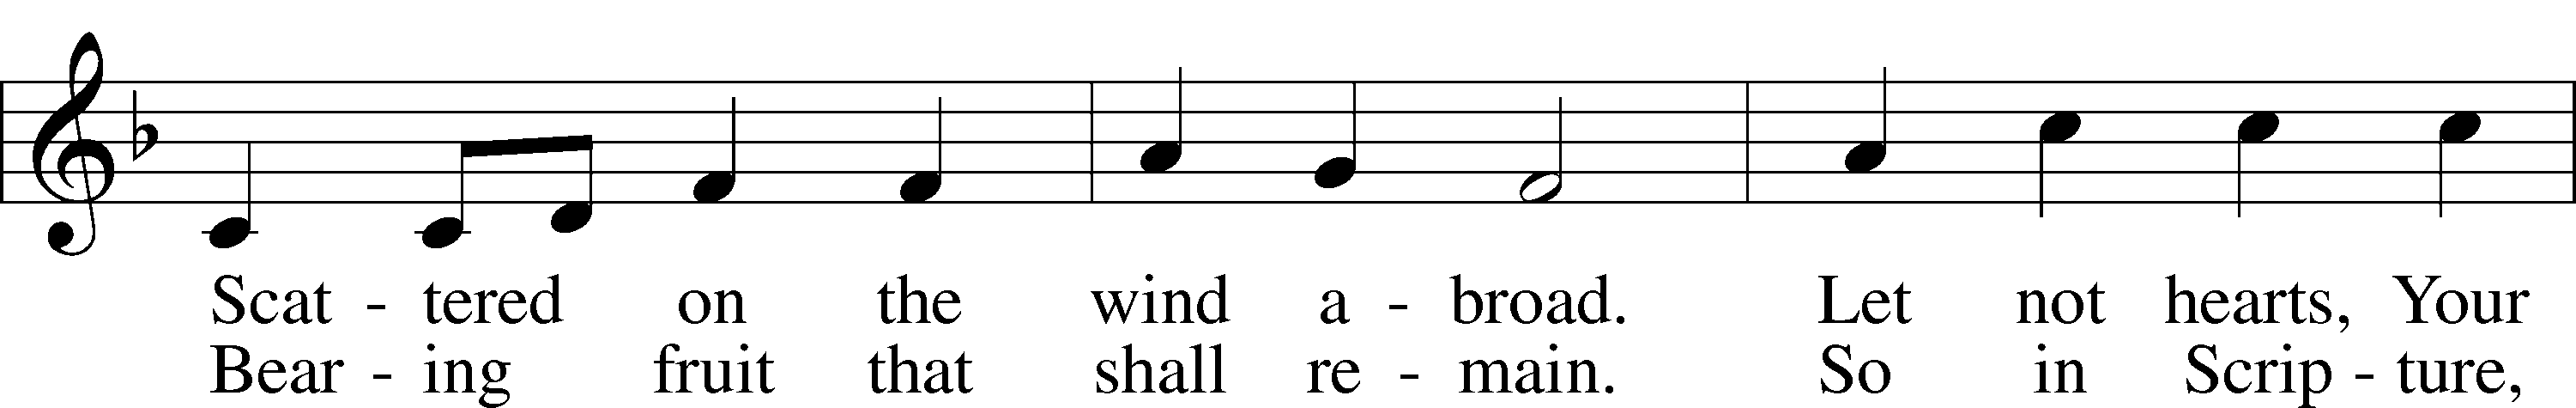 Scat - tered on the wind a - broad. Let not hearts, Your
Bear - ing fruit that shall re - main. So in Scrip - ture,